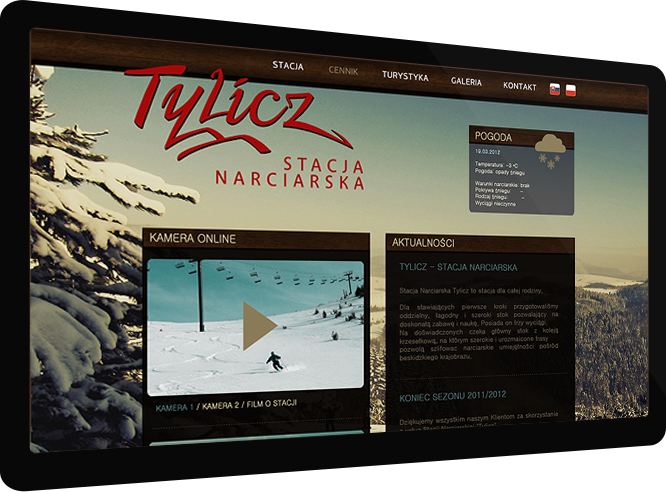 STACJA CENNIK TURYSTYKA GALERIA KONTAKT
Tylicz
STACJA
NARCIARSKA
POGODA
19.03.2012
Temperatura: -3 °C
Pogoda: opady śniegu
Warunki narciarskie: brak
Pokrywa śniegu: -
Rodzaj śniegu: -
Wyciągi nieczynne
KAMERA ONLINE
KAMERA 1 / KAMERA 2 / FILM O STACJI
AKTUALNOŚCI
TYLICZ – STACJA NARCIARSKA
Stacja Narciarska Tylicz to stacja dla całej rodziny.
Dla stawiających pierwsze kroki przygotowaliśmy
oddzielny, łagodny i szeroki stok pozwalający na
doskonałą zabawę i naukę. Posiada on trzy wyciągi.
Na doświadczonych czeka główny stok z koleją
krzesełkową, na którym szerokie i urozmaicone trasy
pozwolą szlifować narciarskie umiejętności pośród
beskidzkiego krajobrazu.
KONIEC SEZONU 2011/2012
Dziękujemy wszystkim naszym Klientom za skorzystanie